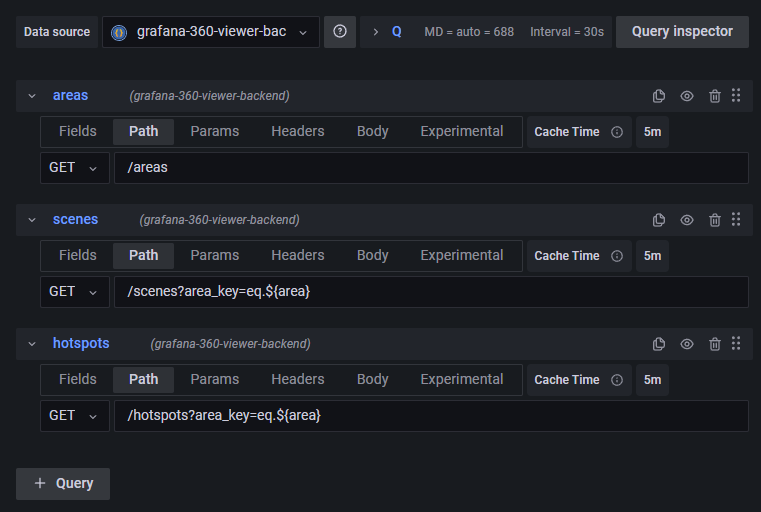 Data source grafana-360-viewer-bac Q MD = auto = 688 Interval = 30s Query inspector
areas (grafana-360-viewer-backend)
Fields Path Params Headers Body Experimental Cache Time 5m
GET /areas
scenes (grafana-360-viewer-backend)
Fields Path Params Headers Body Experimental Cache Time 5m
GET /scenes?area_key=eq.${area}
hotspots (grafana-360-viewer-backend)
Fields Path Params Headers Body Experimental Cache Time 5m
GET /hotspots?area_key=eq.${area}
+ Query